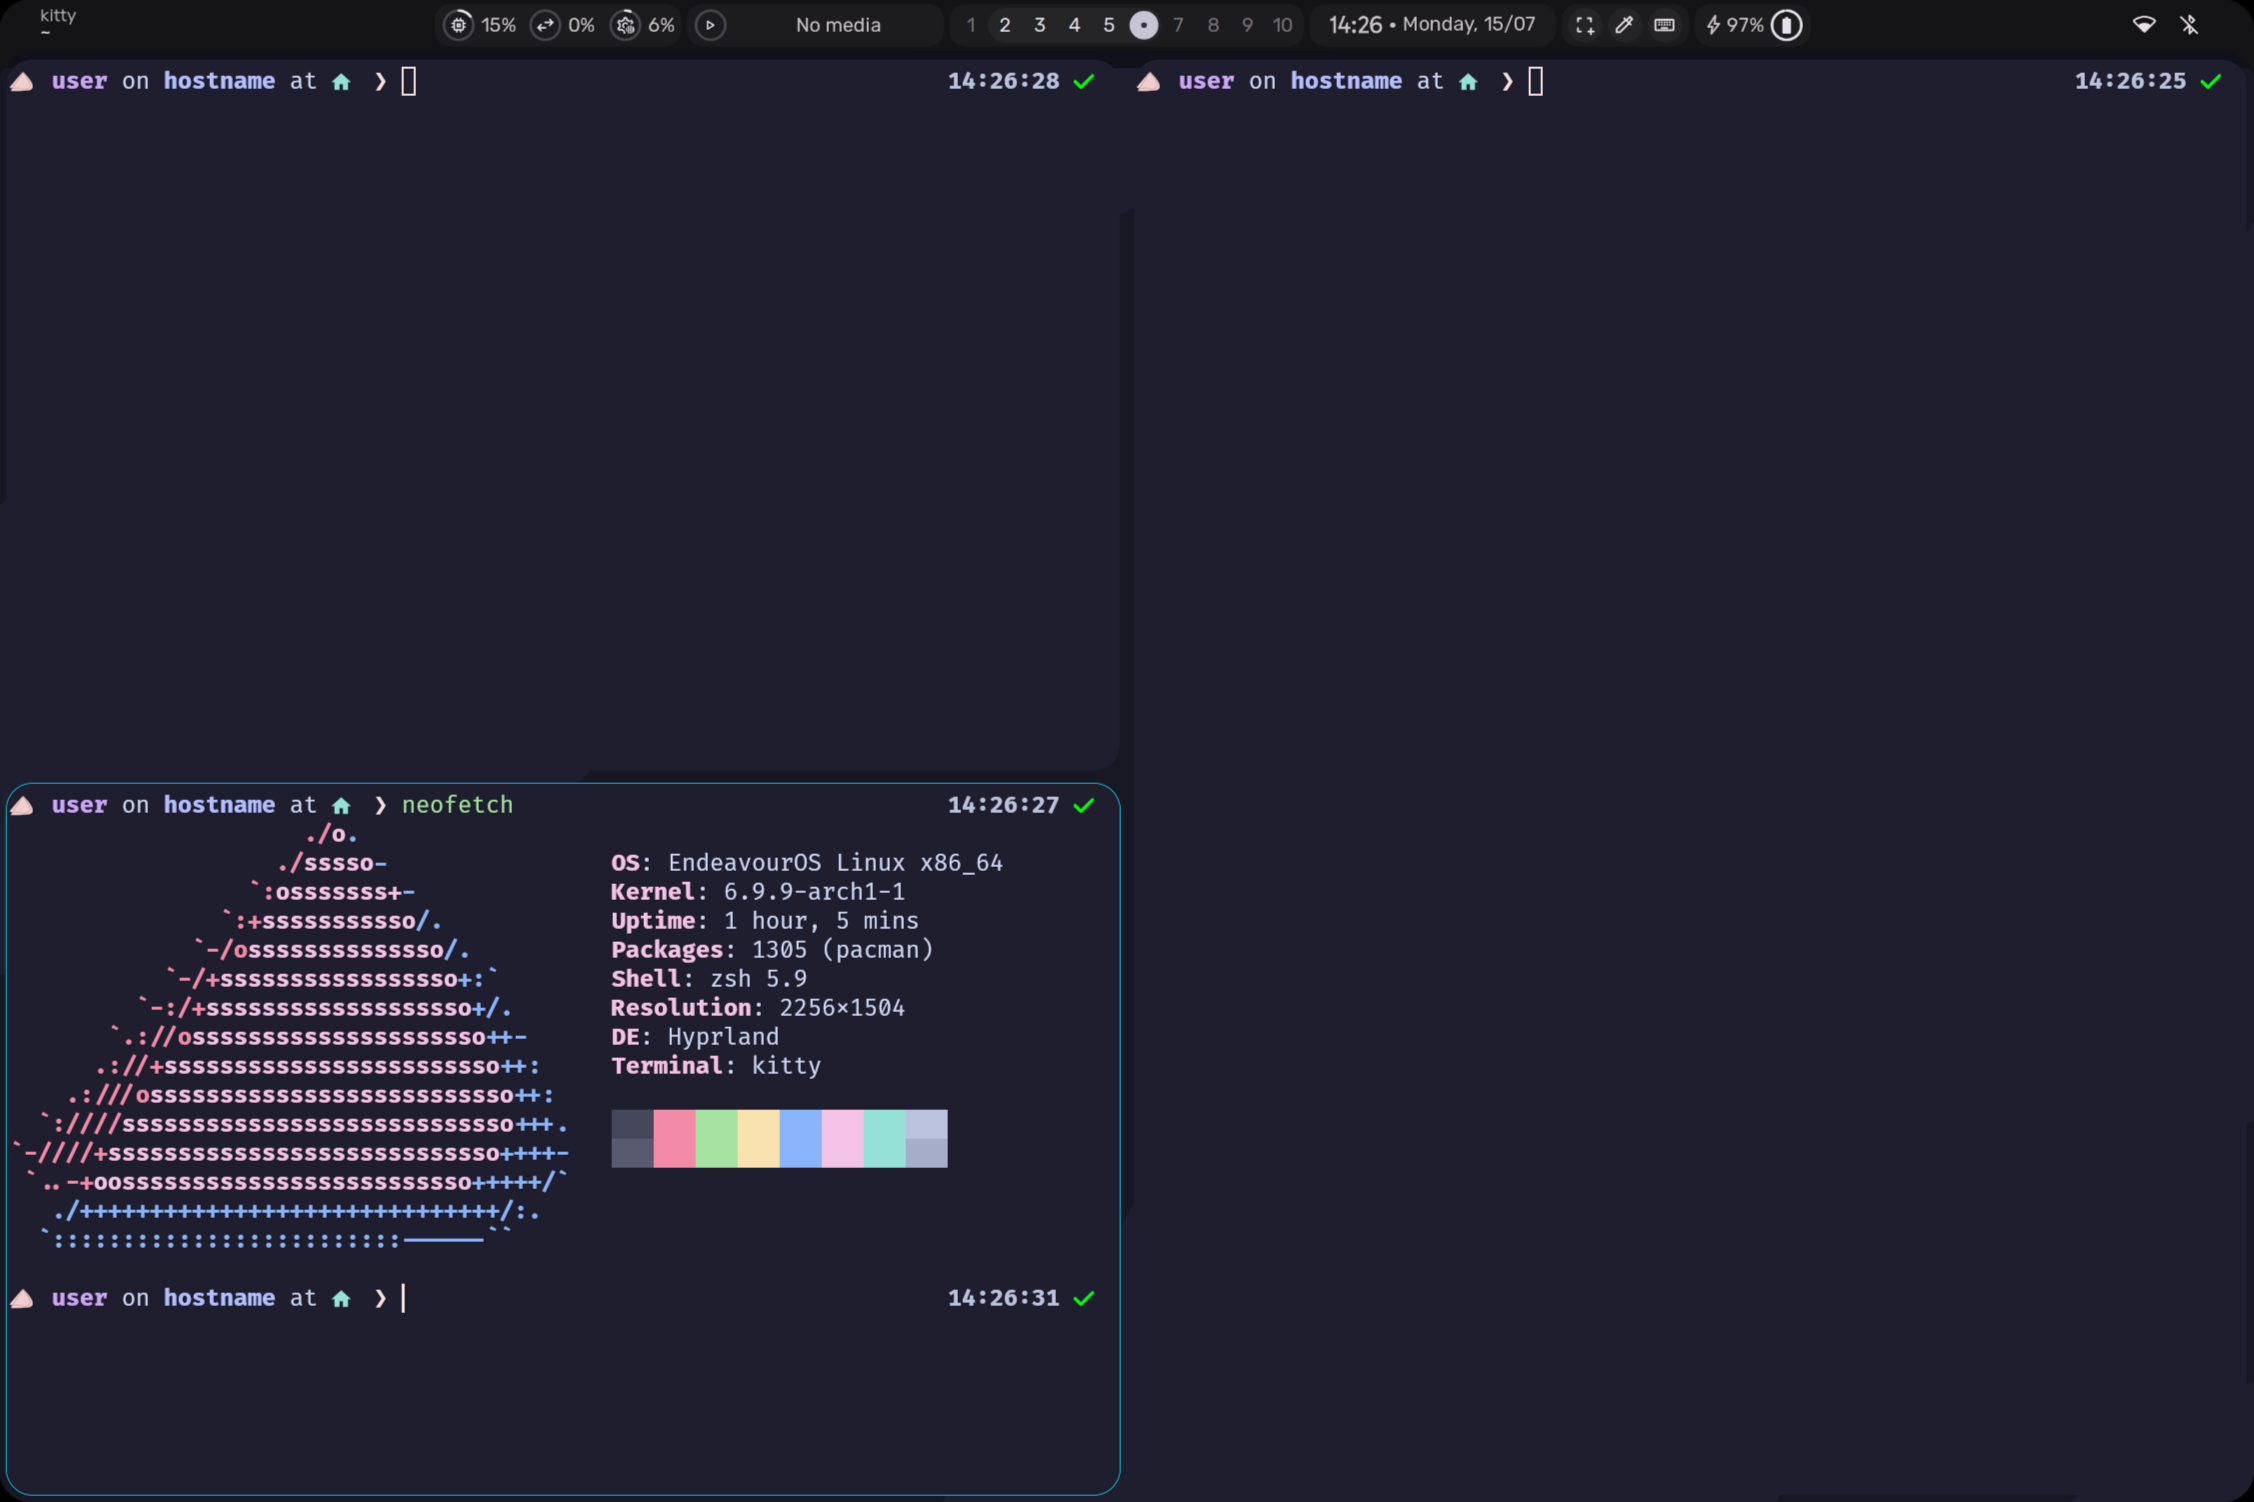 kitty
~
15% 0% 6% No media 1 2 3 4 5 • 7 8 9 10 14:26 • Monday, 15/07 97%
user on hostname at ❯ 14:26:28 ✓
user on hostname at ❯ 14:26:25 ✓
user on hostname at ❯ neofetch 14:26:27 ✓
./o.
./sssso- OS: EndeavourOS Linux x86_64
`:osssssss+- Kernel: 6.9.9-arch1-1
`:+sssssssssso/. Uptime: 1 hour, 5 mins
`-/ossssssssssssso/. Packages: 1305 (pacman)
`-/+sssssssssssssssso+:` Shell: zsh 5.9
`-:/+sssssssssssssssssso+/. Resolution: 2256×1504
`.://osssssssssssssssssssso++- DE: Hyprland
.://+ssssssssssssssssssssssso++: Terminal: kitty
.:///ossssssssssssssssssssssssso++:
`:////ssssssssssssssssssssssssssso+++.
`-////+ssssssssssssssssssssssssssso++++-
`..-+oosssssssssssssssssssssssso+++++/`
./++++++++++++++++++++++++++++++/:.
`:::::::::::::::::::::::::------``
user on hostname at ❯ 14:26:31 ✓